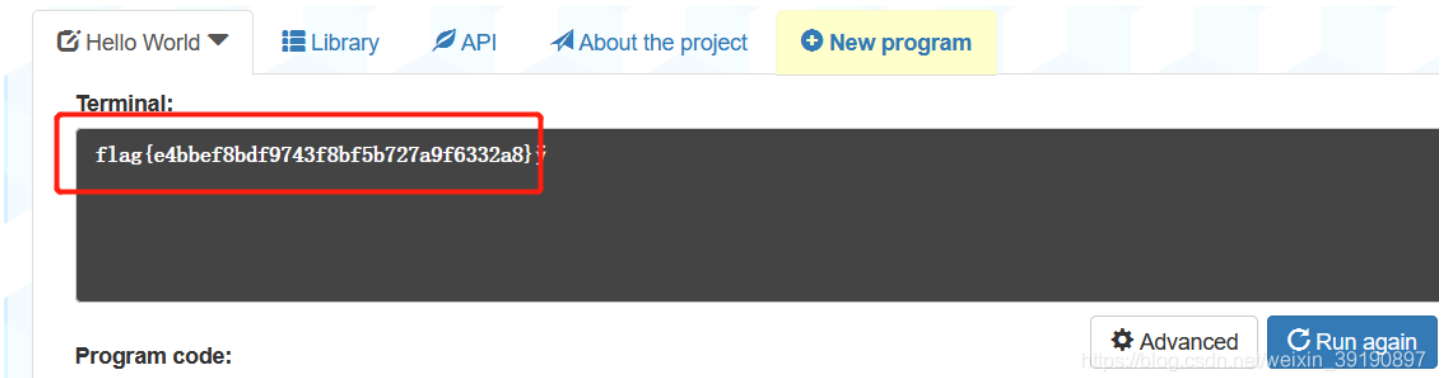 Hello World Library API About the project New program
Terminal:
flag{e4bbef8bdf9743f8bf5b727a9f6332a8}ÿ
Advanced Run again
Program code:
https://blog.csdn.net/weixin_39190897